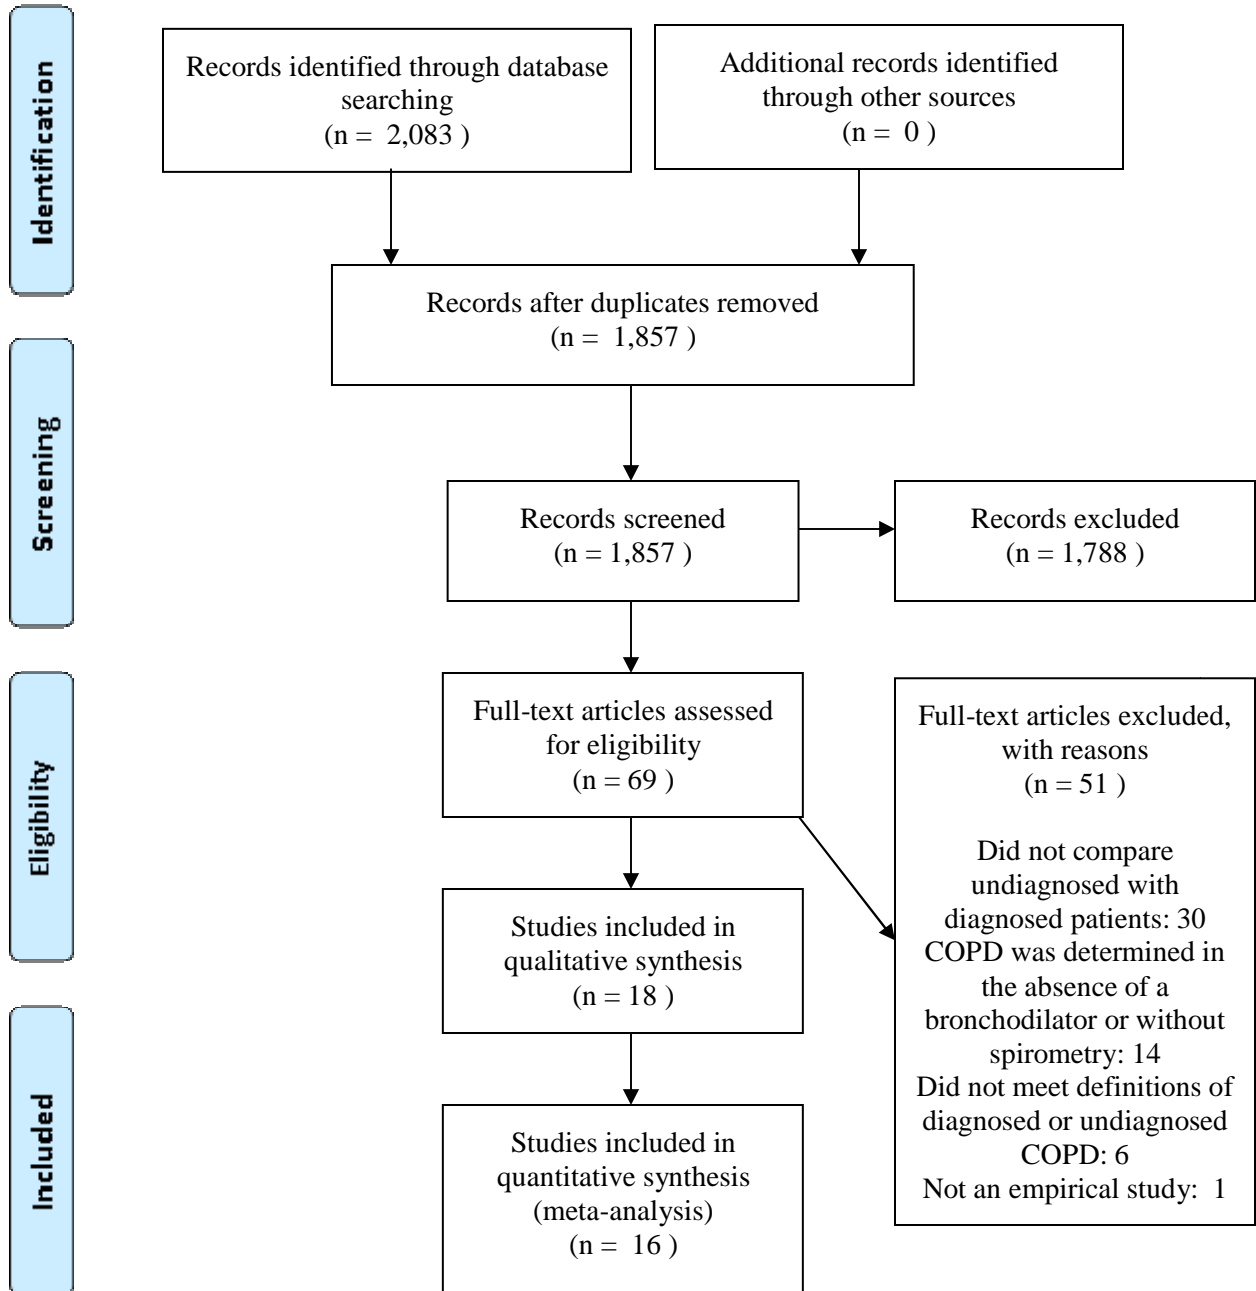 Identification
Records identified through database
searching
(n = 2,083 )
Additional records identified
through other sources
(n = 0 )
Records after duplicates removed
(n = 1,857 )
Screening
Records screened
(n = 1,857 )
Records excluded
(n = 1,788 )
Eligibility
Full-text articles assessed
for eligibility
(n = 69 )
Full-text articles excluded,
with reasons
(n = 51 )
Did not compare
undiagnosed with
diagnosed patients: 30
COPD was determined in
the absence of a
bronchodilator or without
spirometry: 14
Did not meet definitions of
diagnosed or undiagnosed
COPD: 6
Not an empirical study: 1
Studies included in
qualitative synthesis
(n = 18 )
Included
Studies included in
quantitative synthesis
(meta-analysis)
(n = 16 )